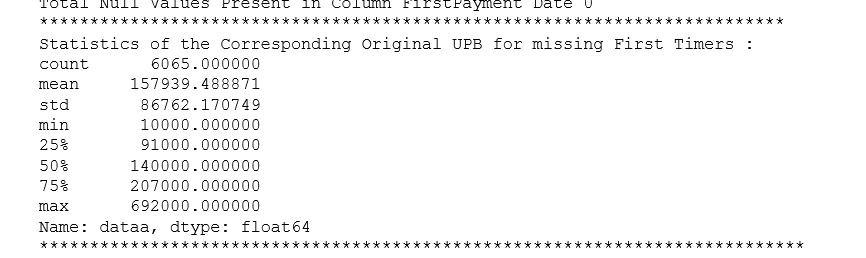 Total Null Values Present in Column FirstPayment Date 0
*************************************************************************
Statistics of the Corresponding Original UPB for missing First Timers :
count      6065.000000
mean     157939.488871
std       86762.170749
min       10000.000000
25%       91000.000000
50%      140000.000000
75%      207000.000000
max      692000.000000
Name: dataa, dtype: float64
***************************************************************************